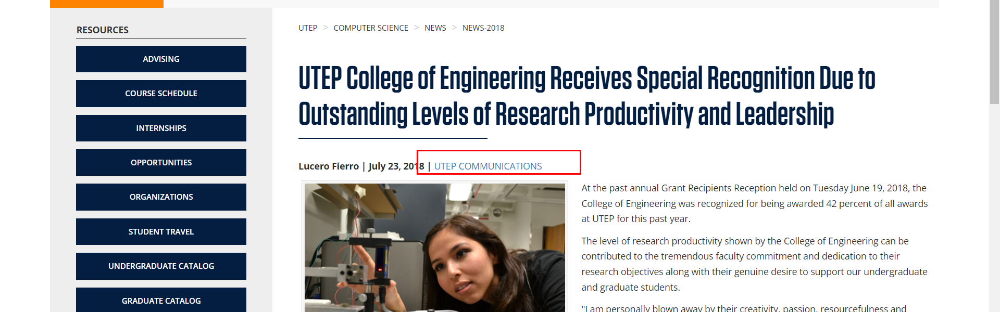 RESOURCES
ADVISING
COURSE SCHEDULE
INTERNSHIPS
OPPORTUNITIES
ORGANIZATIONS
STUDENT TRAVEL
UNDERGRADUATE CATALOG
GRADUATE CATALOG
UTEP > COMPUTER SCIENCE > NEWS > NEWS-2018
UTEP College of Engineering Receives Special Recognition Due to
Outstanding Levels of Research Productivity and Leadership
Lucero Fierro | July 23, 2018 | UTEP COMMUNICATIONS
At the past annual Grant Recipients Reception held on Tuesday June 19, 2018, the
College of Engineering was recognized for being awarded 42 percent of all awards
at UTEP for this past year.
The level of research productivity shown by the College of Engineering can be
contributed to the tremendous faculty commitment and dedication to their
research objectives along with their genuine desire to support our undergraduate
and graduate students.
"I am personally blown away by their creativity, passion, resourcefulness and